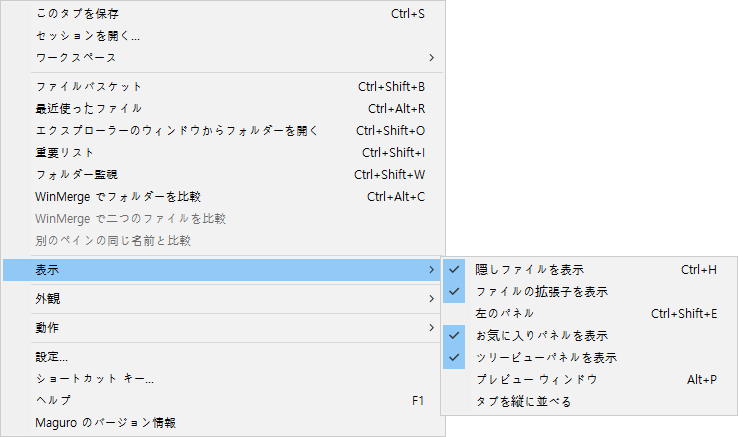 このタブを保存 Ctrl+S
セッションを開く...
ワークスペース
ファイルバスケット Ctrl+Shift+B
最近使ったファイル Ctrl+Alt+R
エクスプローラーのウィンドウからフォルダーを開く Ctrl+Shift+O
重要リスト Ctrl+Shift+I
フォルダー監視 Ctrl+Shift+W
WinMerge でフォルダーを比較 Ctrl+Alt+C
WinMerge で二つのファイルを比較
別のペインの同じ名前と比較
表示
外観
動作
設定...
ショートカット キー...
ヘルプ F1
Maguro のバージョン情報
隠しファイルを表示 Ctrl+H
ファイルの拡張子を表示
左のパネル Ctrl+Shift+E
お気に入りパネルを表示
ツリービューパネルを表示
プレビュー ウィンドウ Alt+P
タブを縦に並べる